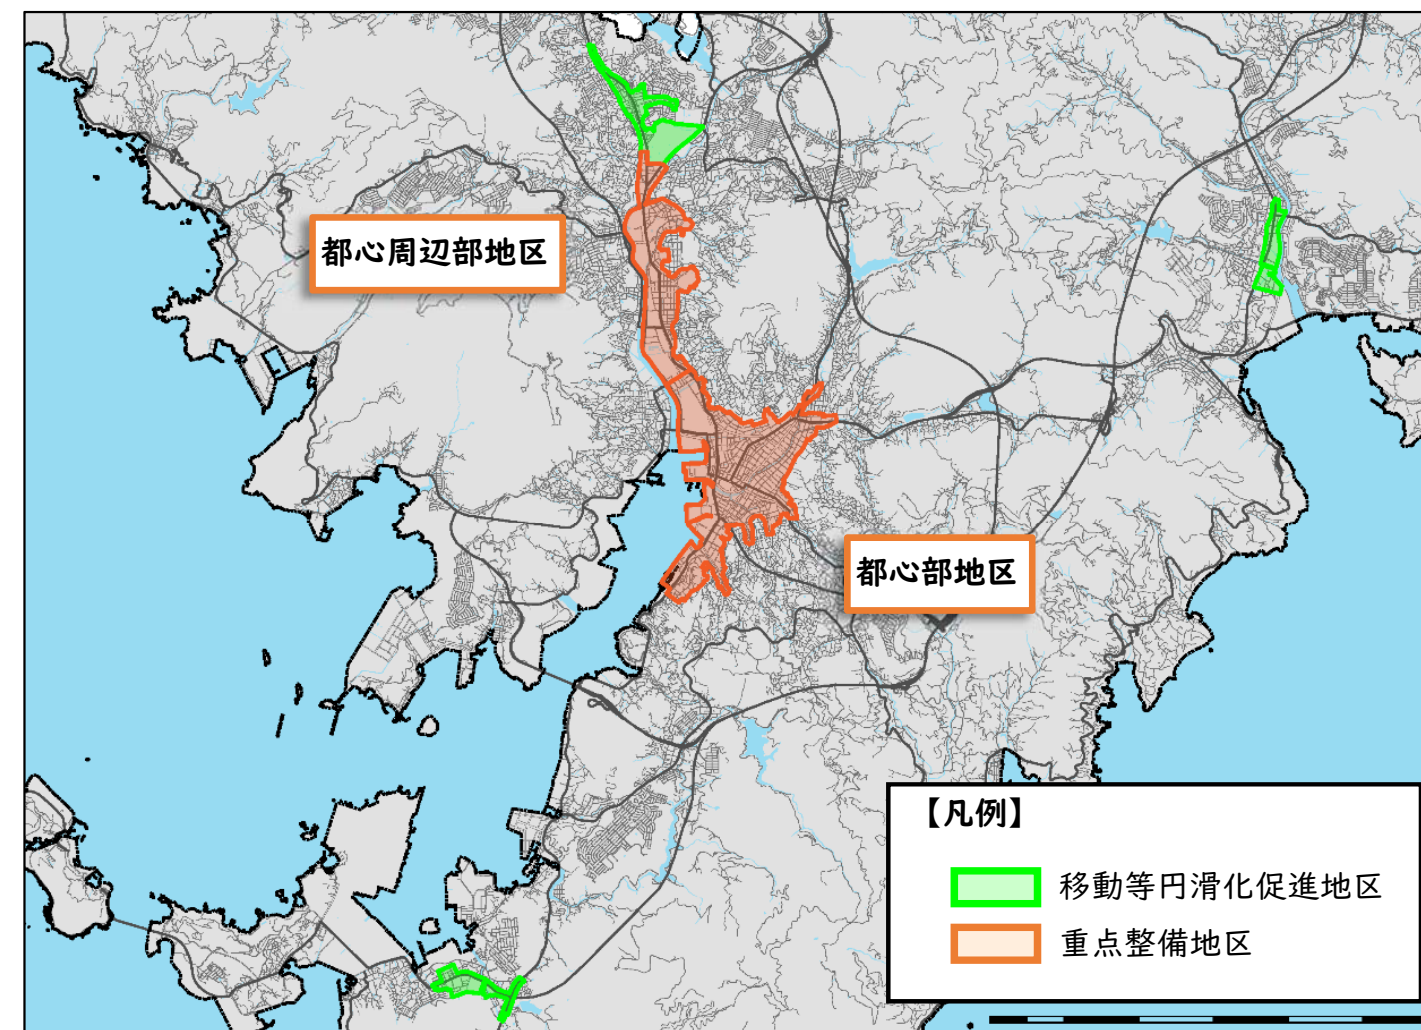 都心周辺部地区
都心部地区
【凡例】
移動等円滑化促進地区
重点整備地区